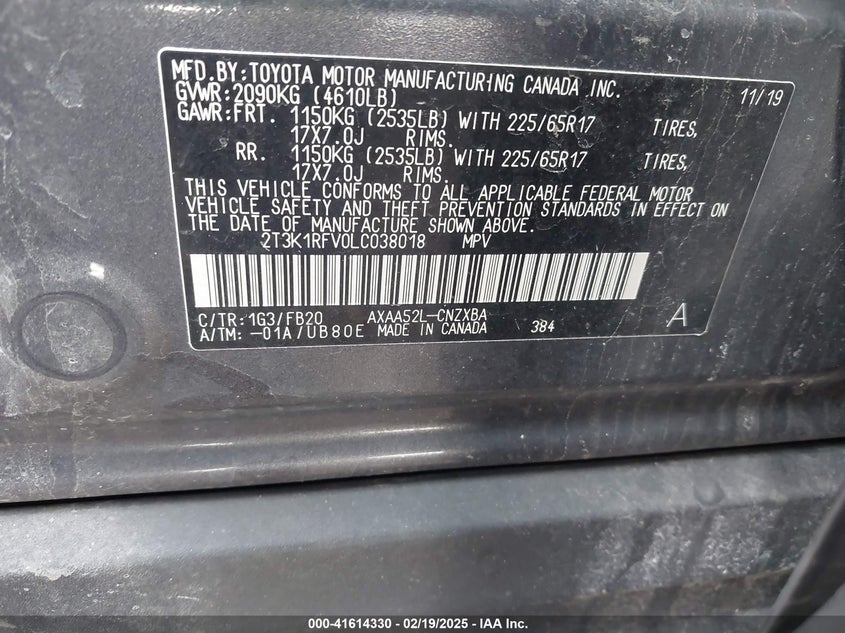 MFD.BY:TOYOTA MOTOR MANUFACTURING CANADA INC.
GVWR:2090KG (4610LB) 11/19
GAWR:FRT. 1150KG (2535LB) WITH 225/65R17 TIRES,
17X7.0J RIMS.
RR. 1150KG (2535LB) WITH 225/65R17 TIRES,
17X7.0J RIMS.
THIS VEHICLE CONFORMS TO ALL APPLICABLE FEDERAL MOTOR
VEHICLE SAFETY AND THEFT PREVENTION STANDARDS IN EFFECT ON
THE DATE OF MANUFACTURE SHOWN ABOVE.
2T3K1RFV0LC038018 MPV
C/TR:1G3/FB20 AXAA52L-CNZXBA A
A/TM:-01A/UB80E MADE IN CANADA 384
000-41614330 - 02/19/2025 - IAA Inc.